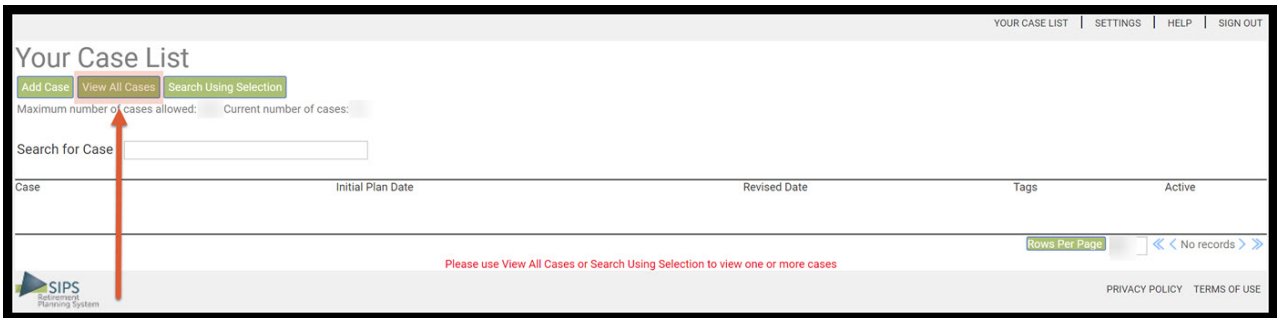 YOUR CASE LIST | SETTINGS | HELP | SIGN OUT
Your Case List
Add Case View All Cases Search Using Selection
Maximum number of cases allowed: Current number of cases:
Search for Case
Case Initial Plan Date Revised Date Tags Active
Rows Per Page No records
Please use View All Cases or Search Using Selection to view one or more cases
SIPS
Retirement
Planning System
PRIVACY POLICY TERMS OF USE